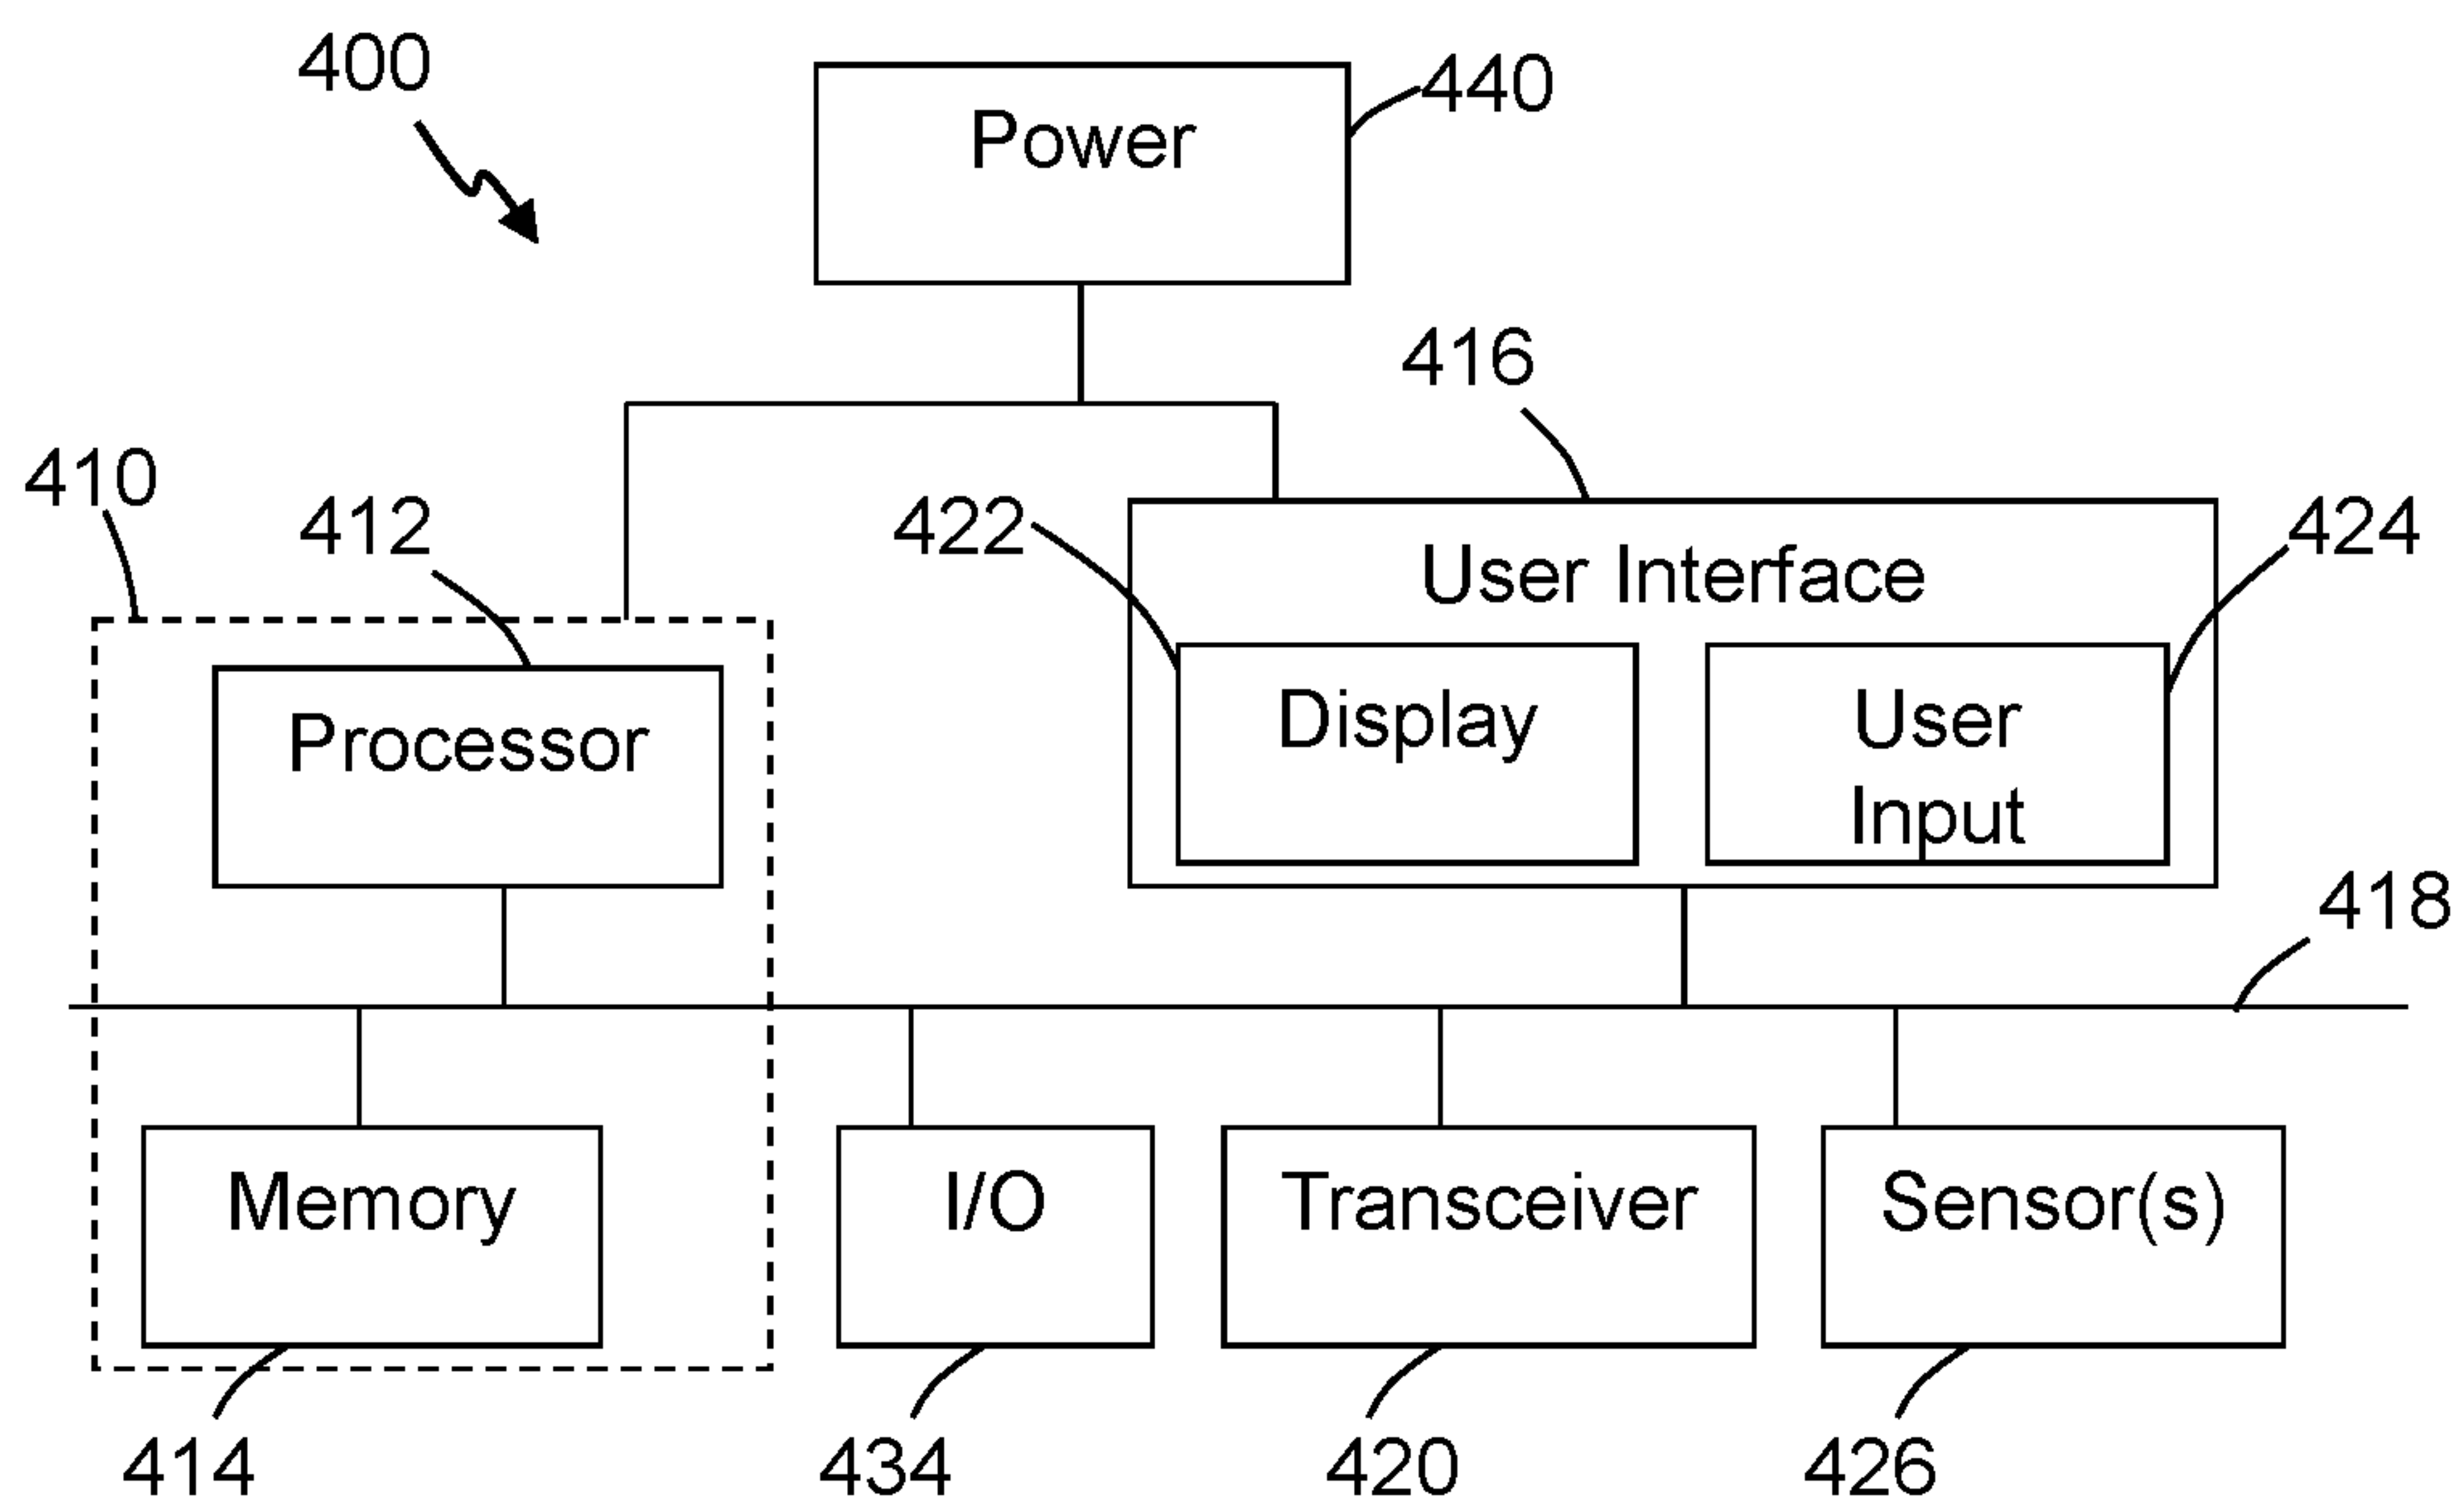 400
440
Power
416
410
412
422
424
User Interface
Processor
Display
User
Input
418
Memory
I/O
Transceiver
Sensor(s)
414
434
420
426